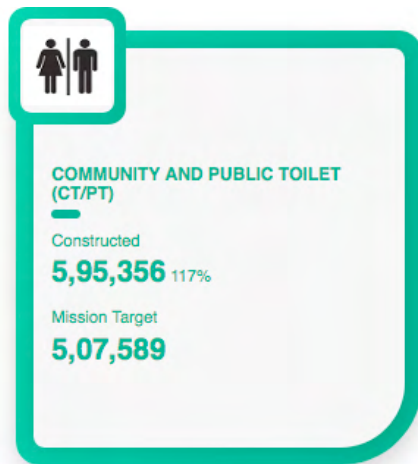 COMMUNITY AND PUBLIC TOILET
(CT/PT)
Constructed
5,95,356 117%
Mission Target
5,07,589